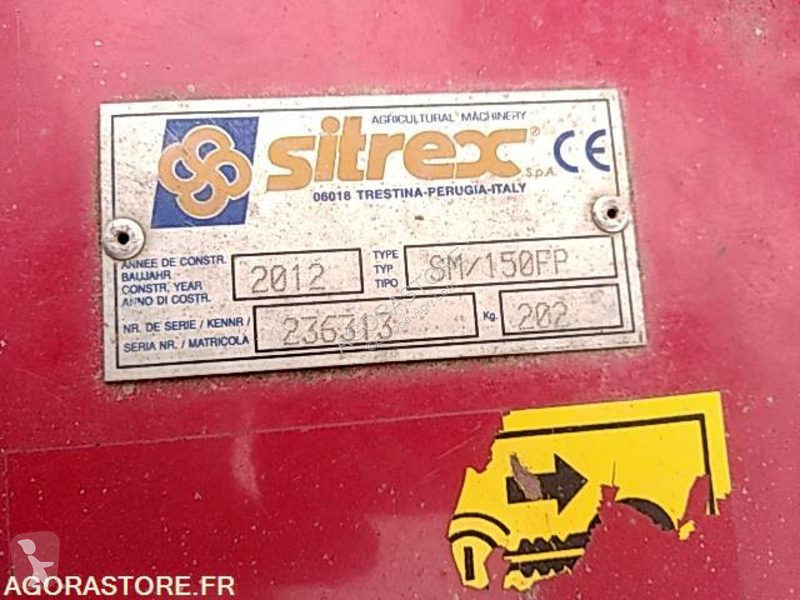 AGRICULTURAL MACHINERY
sitrex® S.p.A. CE
06018 TRESTINA-PERUGIA-ITALY
ANNEE DE CONSTR.
BAUJAHR
CONSTR. YEAR
ANNO DI COSTR.
2012
TYPE
TYP
TIPO
SM/150FP
NR. DE SERIE / KENNR /
SERIA NR. / MATRICOLA
236313
Kg.
202
AGORASTORE.FR